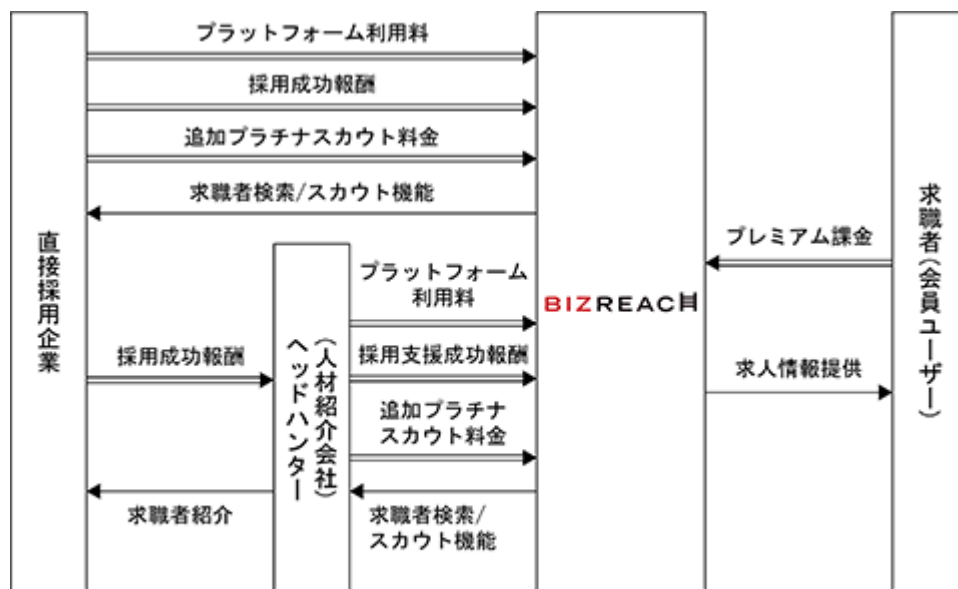 プラットフォーム利用料
採用成功報酬
追加プラチナスカウト料金
求職者検索/スカウト機能
直接採用企業
プラットフォーム
利用料
採用成功報酬
採用支援成功報酬
追加プラチナ
スカウト料金
求職者紹介
求職者検索/
スカウト機能
(人材紹介会社)
ヘッドハンター
BIZREACH
プレミアム課金
求人情報提供
求職者(会員ユーザー)